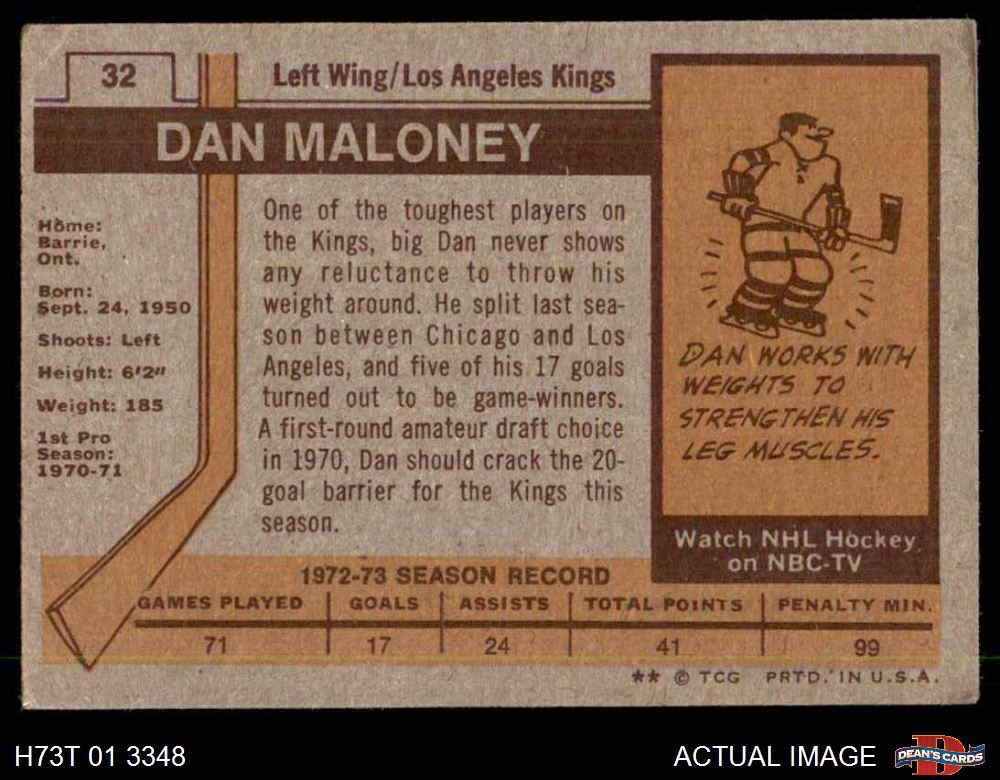 32
Left Wing/Los Angeles Kings
DAN MALONEY
Home:
Barrie,
Ont.
Born:
Sept. 24, 1950
Shoots: Left
Height: 6'2"
Weight: 185
1st Pro
Season:
1970-71
One of the toughest players on
the Kings, big Dan never shows
any reluctance to throw his
weight around. He split last sea-
son between Chicago and Los
Angeles, and five of his 17 goals
turned out to be game-winners.
A first-round amateur draft choice
in 1970, Dan should crack the 20-
goal barrier for the Kings this
season.
DAN WORKS WITH
WEIGHTS TO
STRENGTHEN HIS
LEG MUSCLES.
Watch NHL Hockey
on NBC-TV
1972-73 SEASON RECORD
GAMES PLAYED GOALS ASSISTS TOTAL POINTS PENALTY MIN.
71 17 24 41 99
** © TCG PRTD. IN U.S.A.
H73T 01 3348
ACTUAL IMAGE
D
DEAN'S CARDS